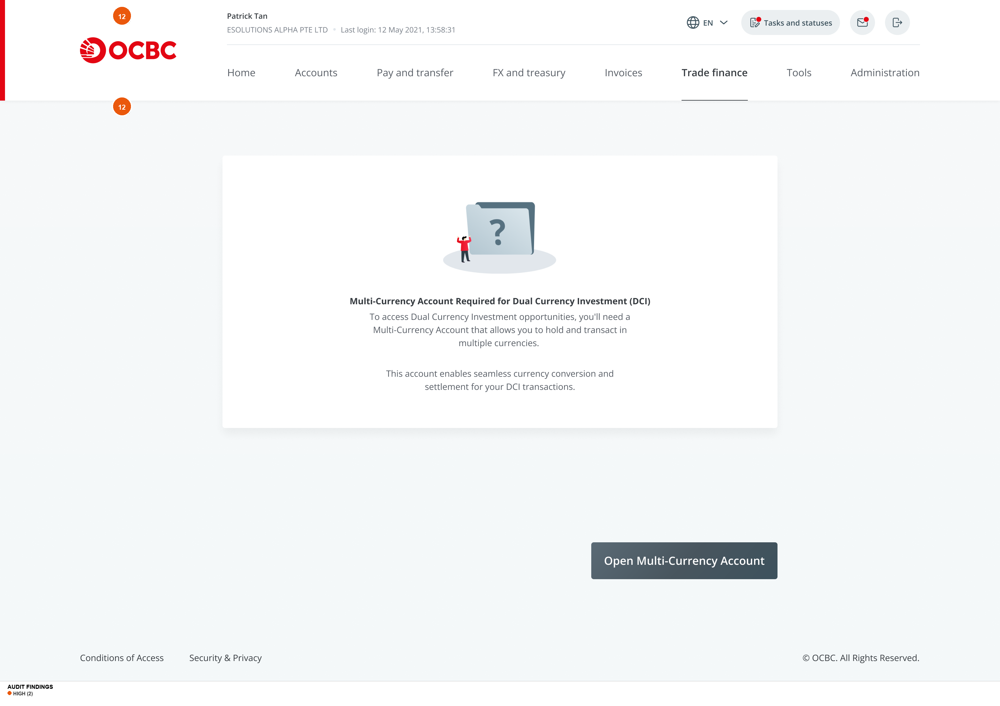 12
Patrick Tan
ESOLUTIONS ALPHA PTE LTD • Last login: 12 May 2021, 13:58:31
EN
Tasks and statuses
OCBC
Home Accounts Pay and transfer FX and treasury Invoices Trade finance Tools Administration
12
?
Multi-Currency Account Required for Dual Currency Investment (DCI)
To access Dual Currency Investment opportunities, you'll need a
Multi-Currency Account that allows you to hold and transact in
multiple currencies.
This account enables seamless currency conversion and
settlement for your DCI transactions.
Open Multi-Currency Account
Conditions of Access Security & Privacy © OCBC. All Rights Reserved.
AUDIT FINDINGS
HIGH (2)